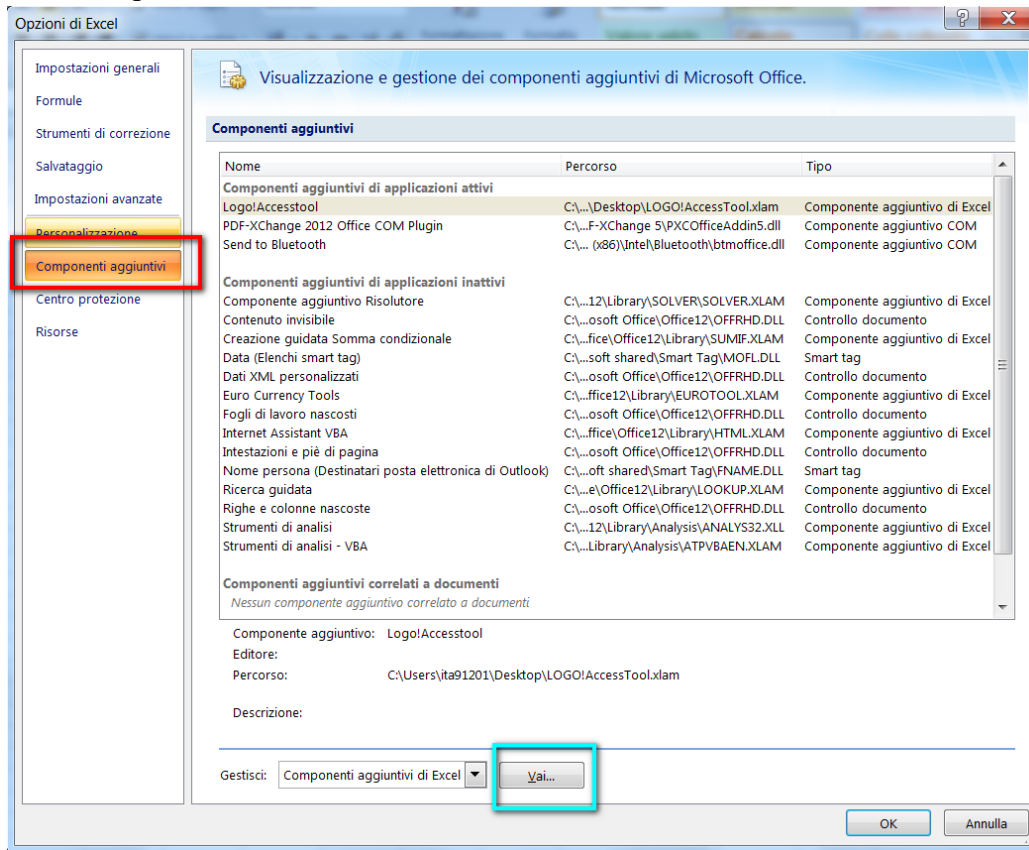 Opzioni di Excel
Impostazioni generali
Formule
Strumenti di correzione
Salvataggio
Impostazioni avanzate
Personalizzazione
Componenti aggiuntivi
Centro protezione
Risorse
Visualizzazione e gestione dei componenti aggiuntivi di Microsoft Office.
Componenti aggiuntivi
Nome Percorso Tipo
Componenti aggiuntivi di applicazioni attivi
Logo!Accesstool C:\...\Desktop\LOGO!AccessTool.xlam Componente aggiuntivo di Excel
PDF-XChange 2012 Office COM Plugin C:\...F-XChange 5\PXCOfficeAddin5.dll Componente aggiuntivo COM
Send to Bluetooth C:\... (x86)\Intel\Bluetooth\btmoffice.dll Componente aggiuntivo COM
Componenti aggiuntivi di applicazioni inattivi
Componente aggiuntivo Risolutore C:\...12\Library\SOLVER\SOLVER.XLAM Componente aggiuntivo di Excel
Contenuto invisibile C:\...osoft Office\Office12\OFFRHD.DLL Controllo documento
Creazione guidata Somma condizionale C:\...fice\Office12\Library\SUMIF.XLAM Componente aggiuntivo di Excel
Data (Elenchi smart tag) C:\...soft shared\Smart Tag\MOFL.DLL Smart tag
Dati XML personalizzati C:\...osoft Office\Office12\OFFRHD.DLL Controllo documento
Euro Currency Tools C:\...ffice12\Library\EUROTOOL.XLAM Componente aggiuntivo di Excel
Fogli di lavoro nascosti C:\...osoft Office\Office12\OFFRHD.DLL Controllo documento
Internet Assistant VBA C:\...ffice\Office12\Library\HTML.XLAM Componente aggiuntivo di Excel
Intestazioni e piè di pagina C:\...osoft Office\Office12\OFFRHD.DLL Controllo documento
Nome persona (Destinatari posta elettronica di Outlook) C:\...oft shared\Smart Tag\FNAME.DLL Smart tag
Ricerca guidata C:\...e\Office12\Library\LOOKUP.XLAM Componente aggiuntivo di Excel
Righe e colonne nascoste C:\...osoft Office\Office12\OFFRHD.DLL Controllo documento
Strumenti di analisi C:\...12\Library\Analysis\ANALYS32.XLL Componente aggiuntivo di Excel
Strumenti di analisi - VBA C:\...Library\Analysis\ATPVBAEN.XLAM Componente aggiuntivo di Excel
Componenti aggiuntivi correlati a documenti
Nessun componente aggiuntivo correlato a documenti
Componente aggiuntivo: Logo!Accesstool
Editore:
Percorso: C:\Users\ita91201\Desktop\LOGO!AccessTool.xlam
Descrizione:
Gestisci: Componenti aggiuntivi di Excel Vai...
OK Annulla